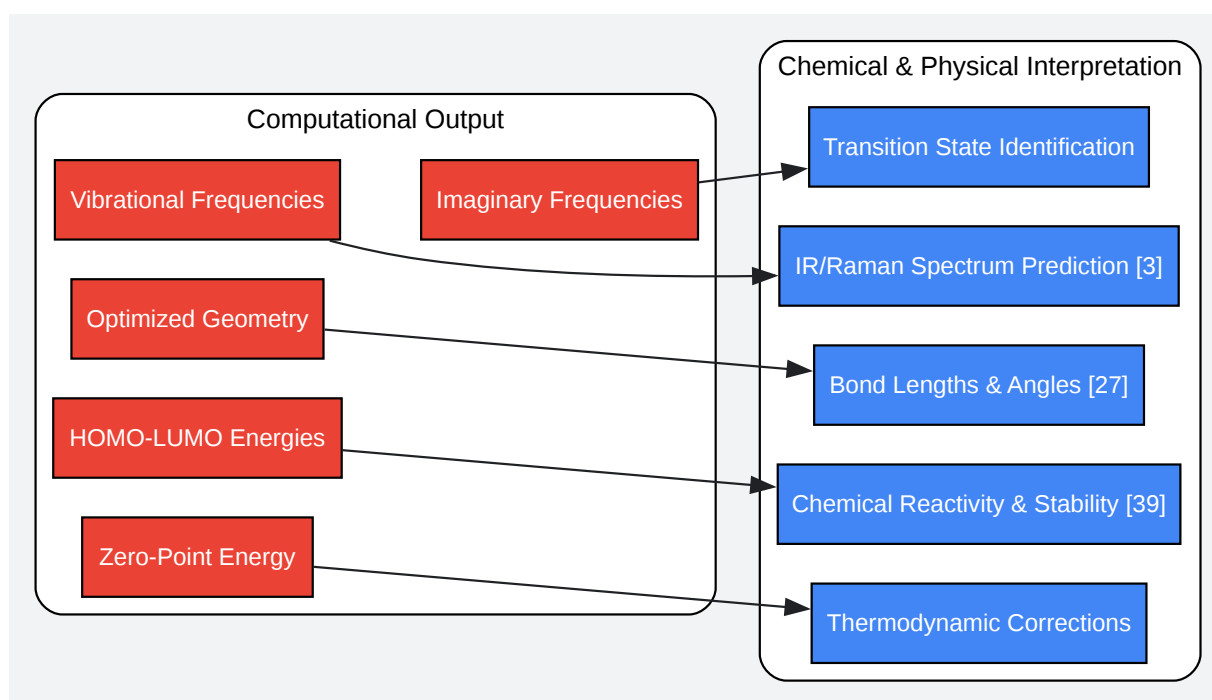 Computational Output
Vibrational Frequencies
Imaginary Frequencies
Optimized Geometry
HOMO-LUMO Energies
Zero-Point Energy
Chemical & Physical Interpretation
Transition State Identification
IR/Raman Spectrum Prediction [3]
Bond Lengths & Angles [27]
Chemical Reactivity & Stability [39]
Thermodynamic Corrections